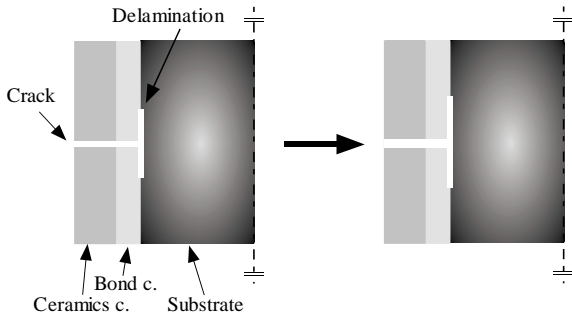 Delamination
Crack
Bond c.
Ceramics c.
Substrate